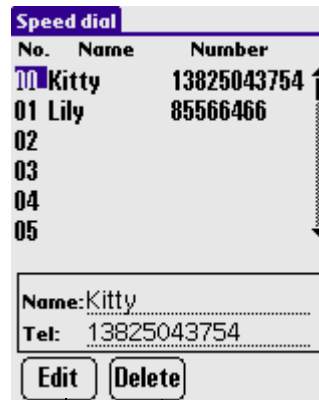 Speed dial
No. Name Number
00 Kitty 13825043754
01 Lily 85566466
02
03
04
05
Name: Kitty
Tel: 13825043754
Edit Delete